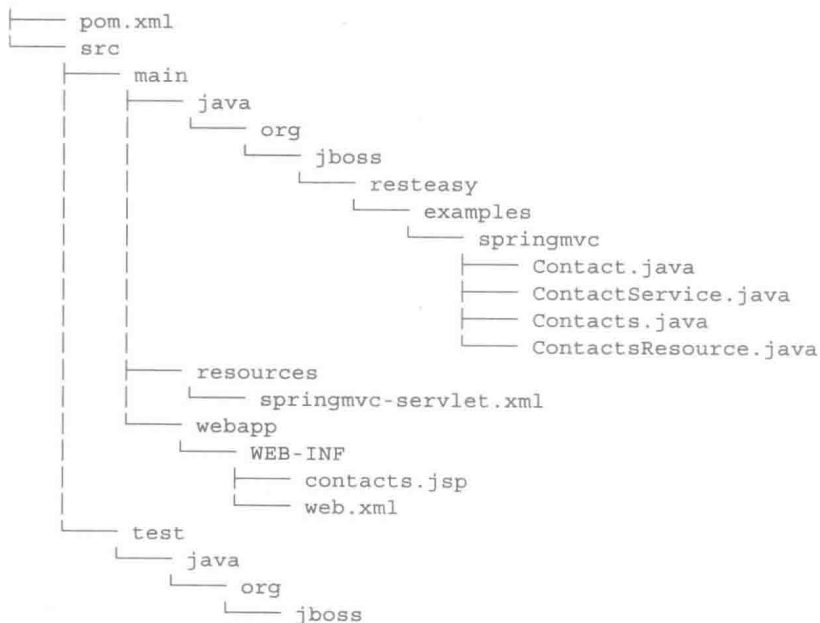 ├── pom.xml
└── src
├── main
├── java
└── org
└── jboss
└── resteasy
└── examples
└── springmvc
├── Contact.java
├── ContactService.java
├── Contacts.java
└── ContactsResource.java
├── resources
└── springmvc-servlet.xml
└── webapp
└── WEB-INF
├── contacts.jsp
└── web.xml
└── test
└── java
└── org
└── jboss